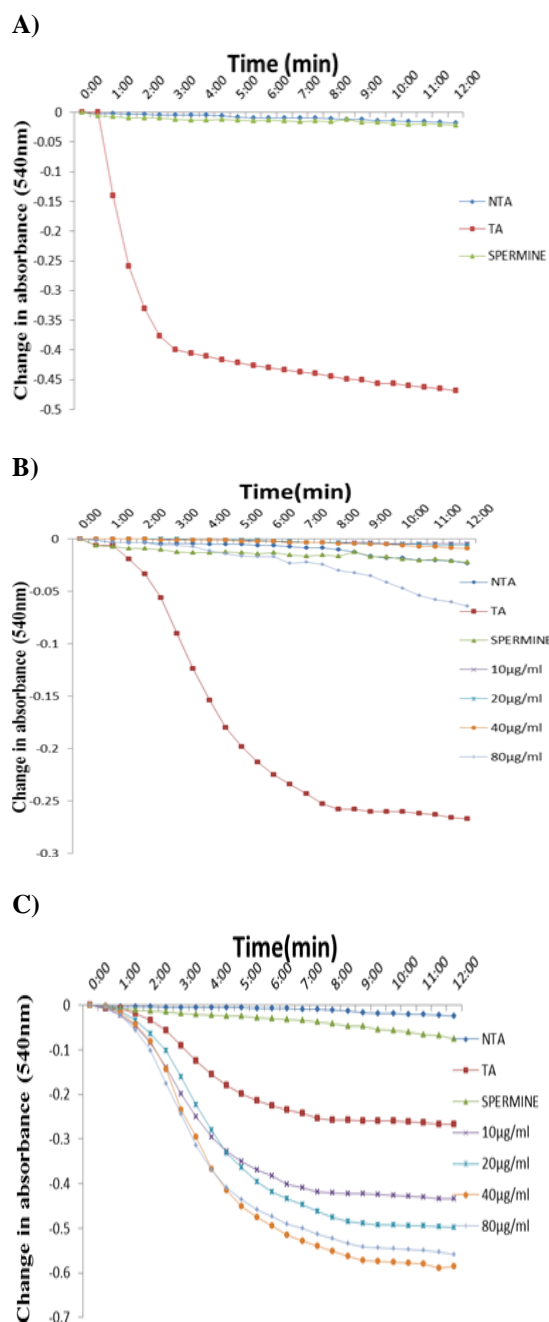 A)
Time (min)
0:00 1:00 2:00 3:00 4:00 5:00 6:00 7:00 8:00 9:00 10:00 11:00 12:00
0
-0.05
-0.1
-0.15
-0.2
-0.25
-0.3
-0.35
-0.4
-0.45
-0.5
Change in absorbance (540nm)
NTA
TA
SPERMINE
B)
Time(min)
0:00 1:00 2:00 3:00 4:00 5:00 6:00 7:00 8:00 9:00 10:00 11:00 12:00
0
-0.05
-0.1
-0.15
-0.2
-0.25
-0.3
Change in absorbance (540nm)
NTA
TA
SPERMINE
10µg/ml
20µg/ml
40µg/ml
80µg/ml
C)
Time(min)
0:00 1:00 2:00 3:00 4:00 5:00 6:00 7:00 8:00 9:00 10:00 11:00 12:00
0
-0.1
-0.2
-0.3
-0.4
-0.5
-0.6
-0.7
Change in absorbance (540nm)
NTA
TA
SPERMINE
10µg/ml
20µg/ml
40µg/ml
80µg/ml